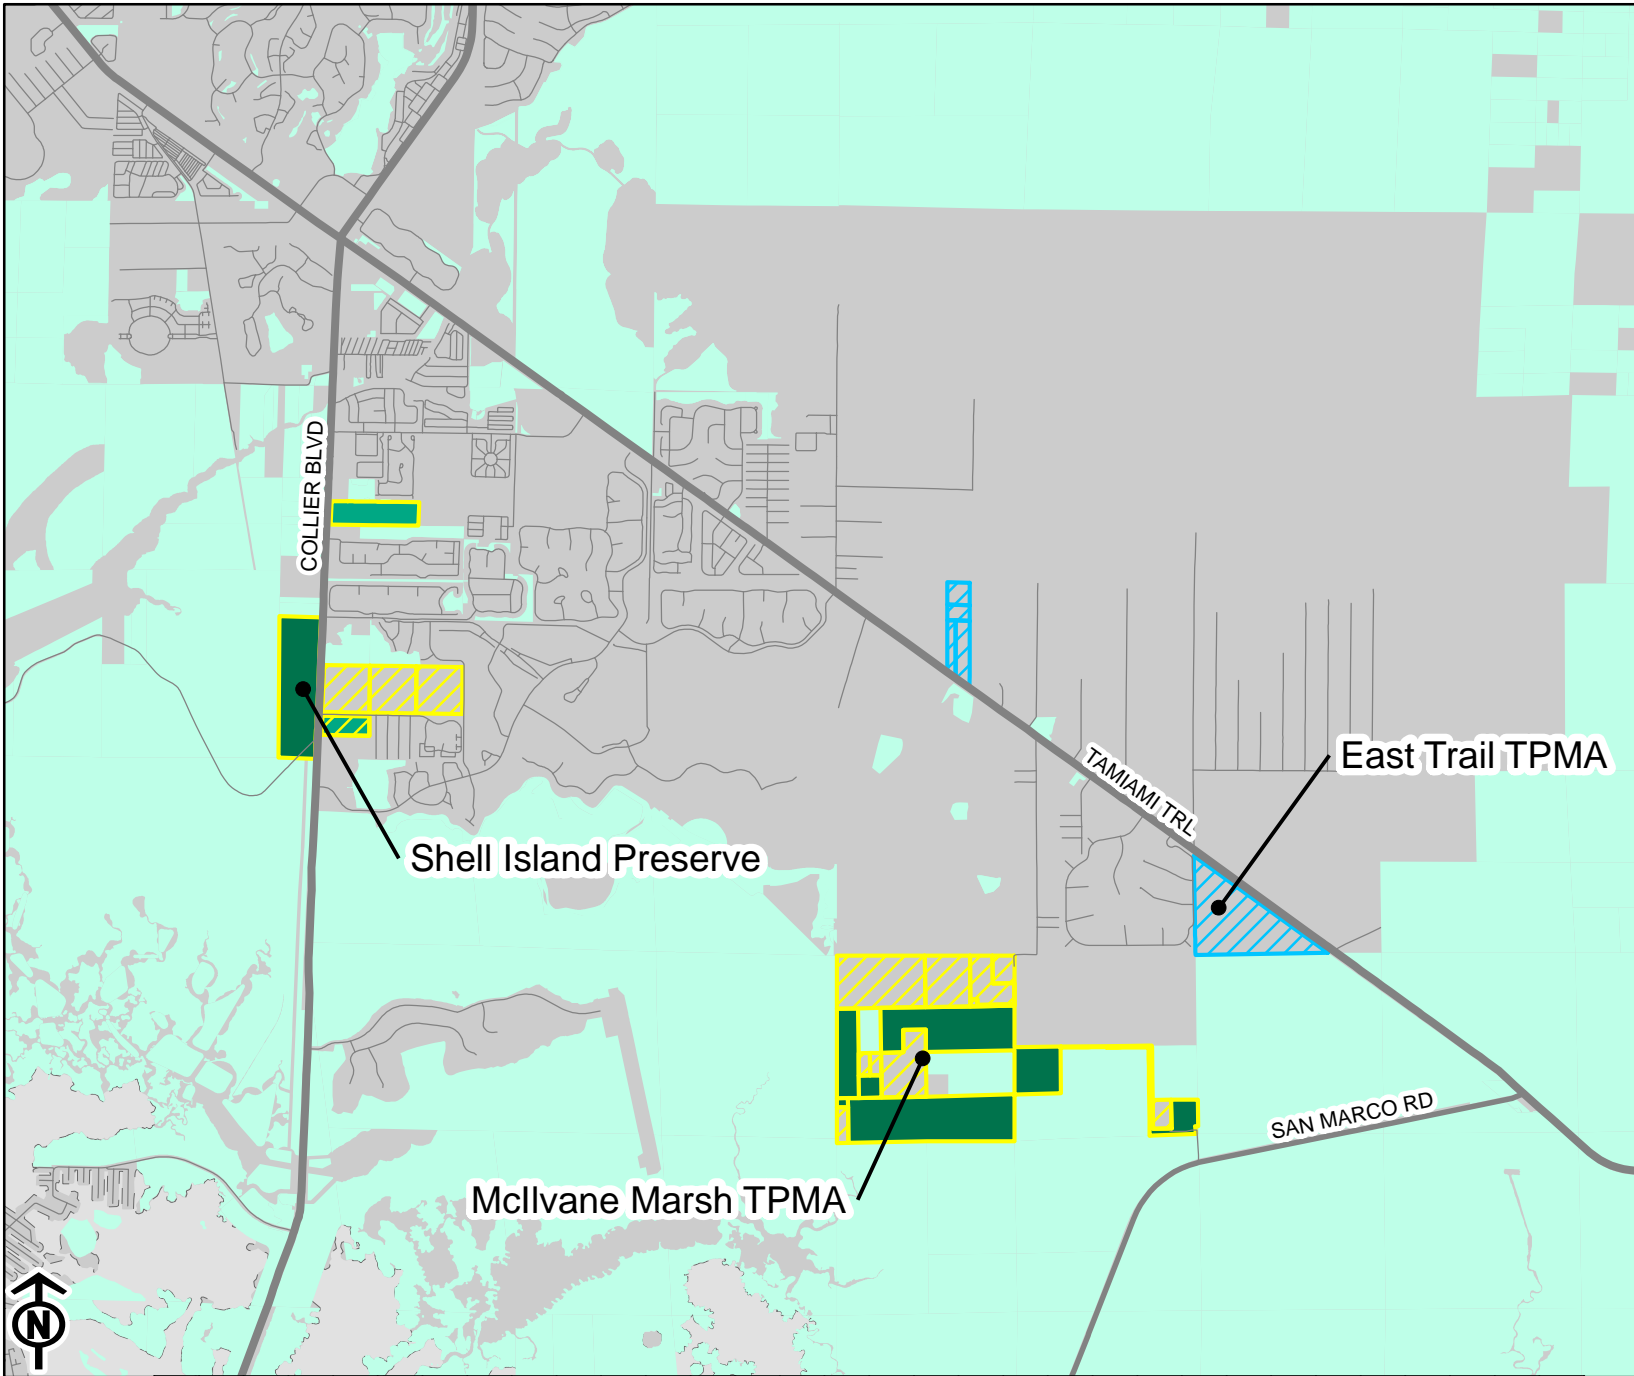 COLLIER BLVD
East Trail TPMA
TAMIAMI TRL
Shell Island Preserve
SAN MARCO RD
McIlvane Marsh TPMA
N